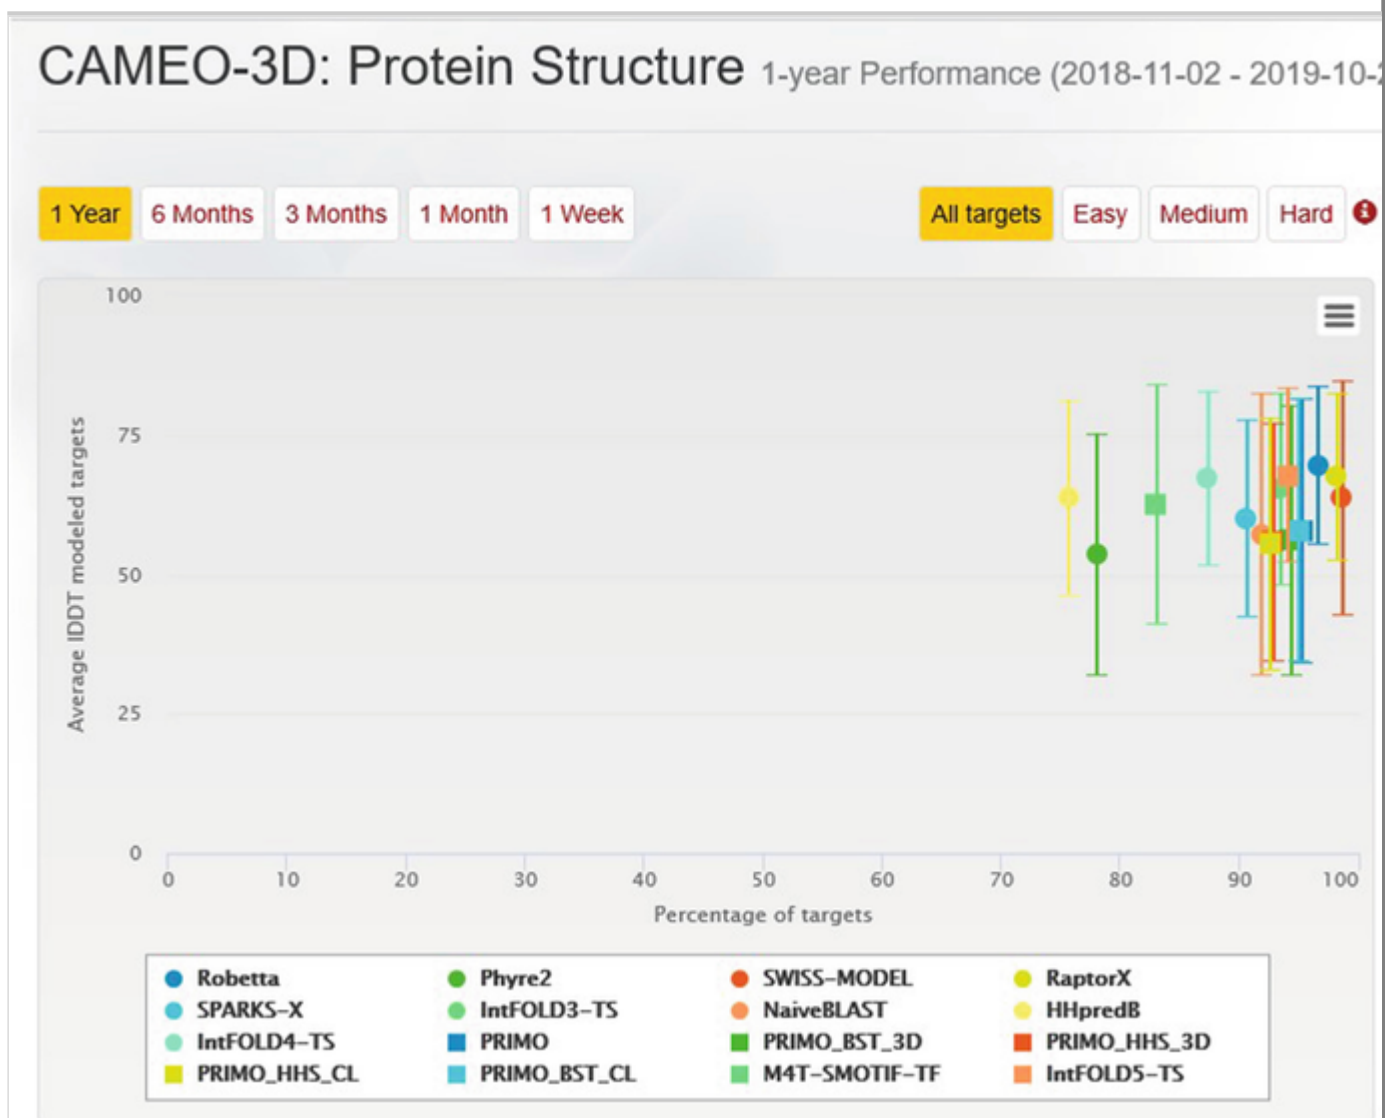 CAMEO-3D: Protein Structure 1-year Performance (2018-11-02 - 2019-10-
1 Year 6 Months 3 Months 1 Month 1 Week All targets Easy Medium Hard
100
75
50
25
0
Average lDDT modeled targets
0 10 20 30 40 50 60 70 80 90 100
Percentage of targets
Robetta Phyre2 SWISS-MODEL RaptorX
SPARKS-X IntFOLD3-TS NaiveBLAST HHpredB
IntFOLD4-TS PRIMO PRIMO_BST_3D PRIMO_HHS_3D
PRIMO_HHS_CL PRIMO_BST_CL M4T-SMOTIF-TF IntFOLD5-TS